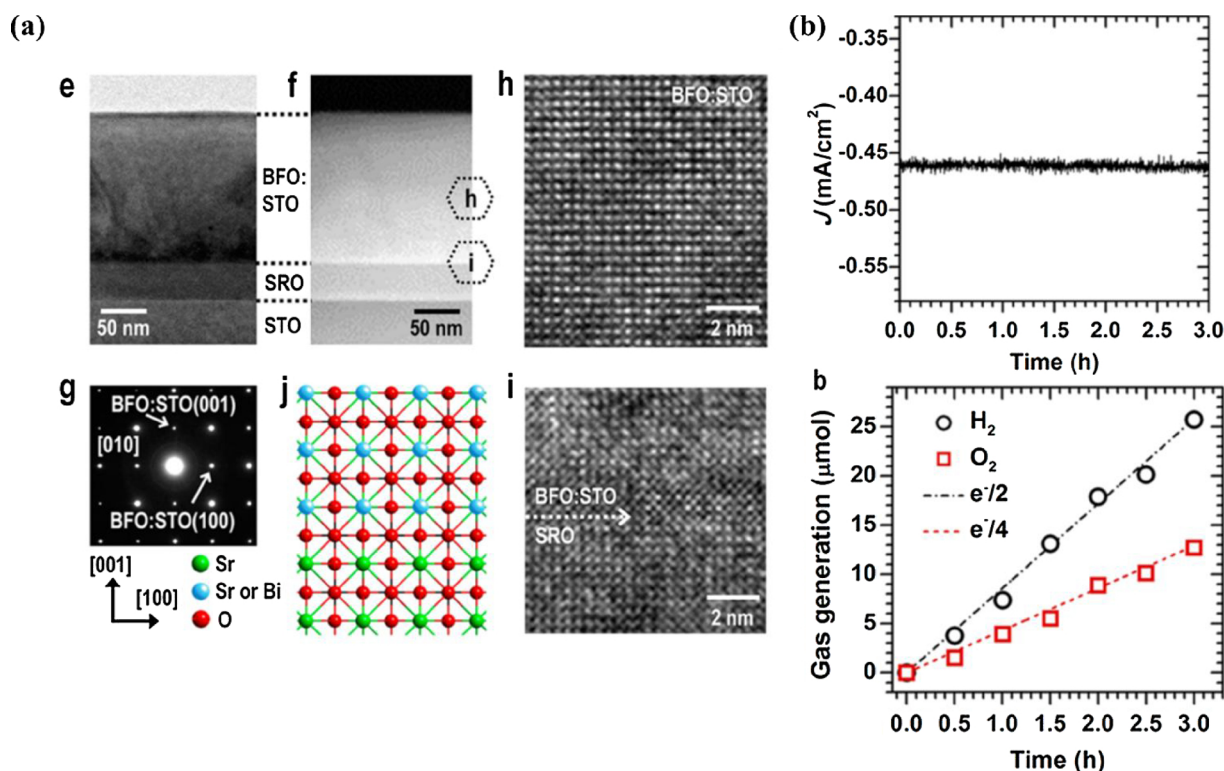 (a)
(b)
e
f
h
BFO:STO
BFO:
STO
h
i
SRO
STO
50 nm
50 nm
2 nm
-0.35
-0.40
-0.45
-0.50
-0.55
J (mA/cm²)
0.0 0.5 1.0 1.5 2.0 2.5 3.0
Time (h)
g
BFO:STO(001)
[010]
BFO:STO(100)
[001]
[100]
Sr
Sr or Bi
O
j
i
BFO:STO
SRO
2 nm
b
H₂
O₂
e⁻/2
e⁻/4
25
20
15
10
5
0
Gas generation (μmol)
0.0 0.5 1.0 1.5 2.0 2.5 3.0
Time (h)